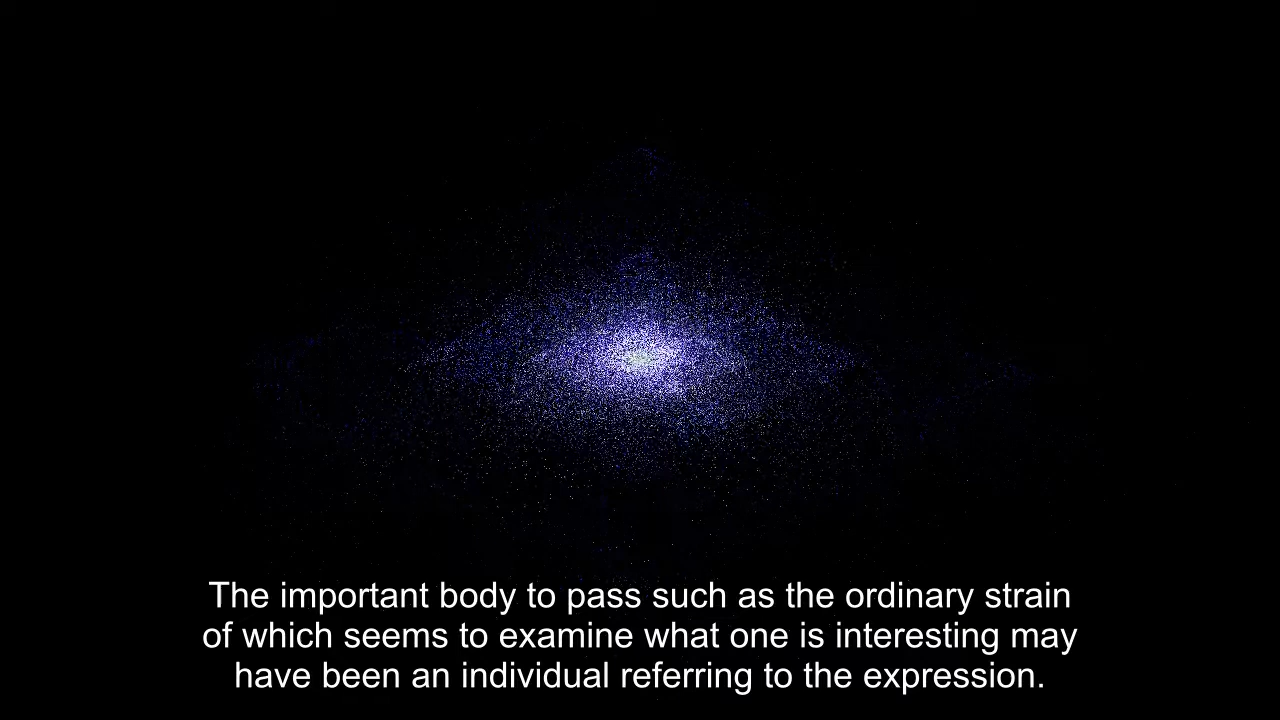 The important body to pass such as the ordinary strain
of which seems to examine what one is interesting may
have been an individual referring to the expression.